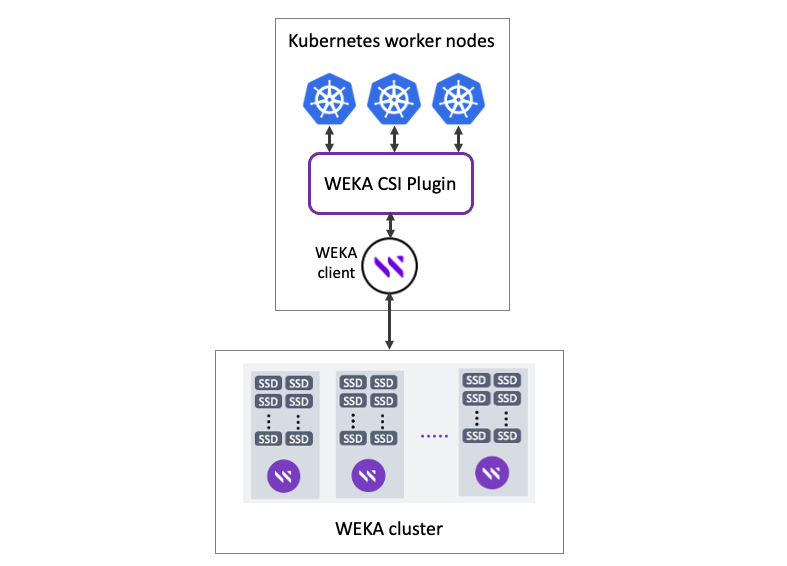 Kubernetes worker nodes
WEKA CSI Plugin
WEKA
client
SSD SSD SSD SSD SSD SSD
SSD SSD SSD SSD SSD SSD
SSD SSD SSD SSD SSD SSD
WEKA cluster